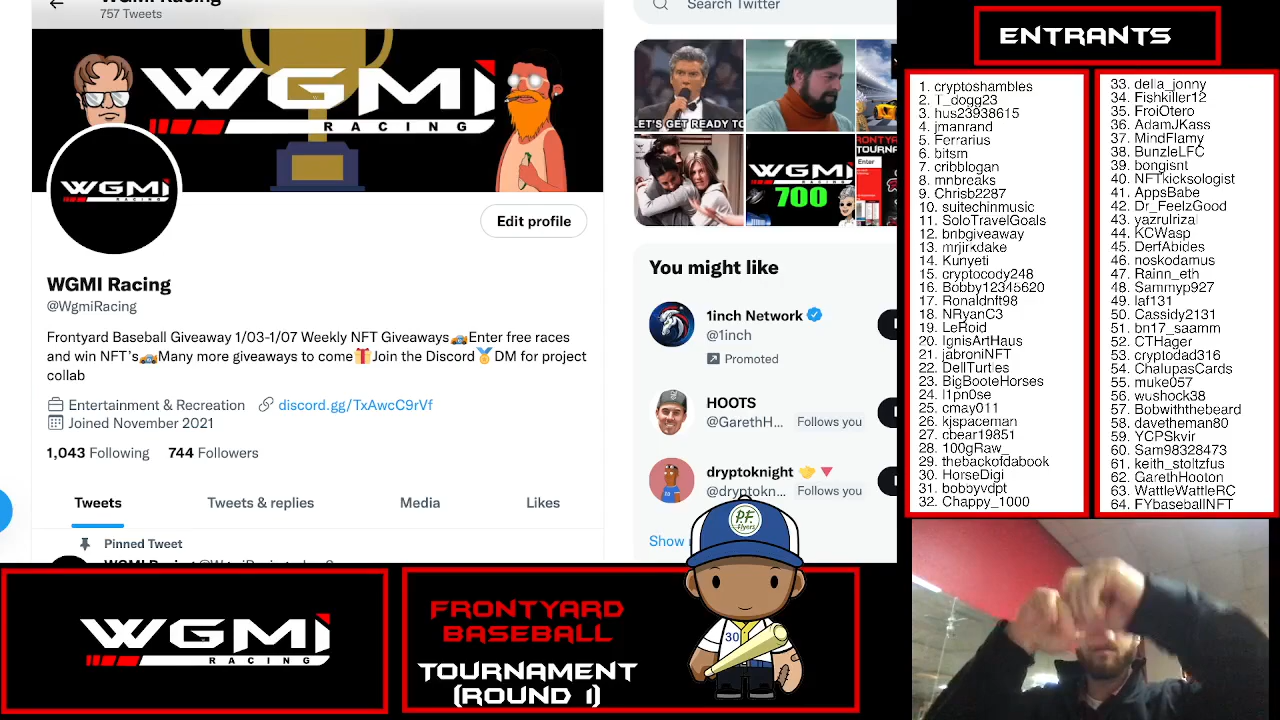 WGMI Racing
757 Tweets
WGMI
RACING
WGMI
RACING
Edit profile
WGMI Racing
@WgmiRacing
Frontyard Baseball Giveaway 1/03-1/07 Weekly NFT Giveaways🏎️Enter free races
and win NFT's🏎️Many more giveaways to come🎁Join the Discord🏅DM for project
collab
Entertainment & Recreation discord.gg/TxAwcC9rVf
Joined November 2021
1,043 Following 744 Followers
Tweets Tweets & replies Media Likes
Pinned Tweet
Search Twitter
LET'S GET READY TO
WGMI
700
Enter
You might like
1inch Network
@1inch
Promoted
HOOTS
@GarethH... Follows you
dryptoknight
@dryptokn... Follows you
Show
WGMI
RACING
FRONTYARD
BASEBALL
TOURNAMENT
(ROUND 1)
P.F.
Flyers
30
ENTRANTS
1. cryptoshambles
2. T_dogg23
3. hus23938615
4. jmanrand
5. Ferrarius
6. bitsm
7. cribblogan
8. mnbreaks
9. Chrisb2287
10. suitechinmusic
11. SoloTravelGoals
12. bnbgiveaway
13. mrjirkdake
14. Kunyeti
15. cryptocody248
16. Bobby12345620
17. Ronaldnft98
18. NRyanC3
19. LeRoid
20. IgnisArtHaus
21. jabroniNFT
22. DellTurtles
23. BigBooteHorses
24. l1pn0se
25. cmay011
26. kjspaceman
27. cbear19851
28. 100gRaw_
29. thebackofdabook
30. HorseDigi
31. bobbyvdpt
32. Chappy_1000
33. della_jonny
34. Fishkiller12
35. FroiOtero
36. AdamJKass
37. MindFlamy
38. BunzieLFC
39. bongisnt
40. NFTkicksologist
41. AppsBabe
42. Dr_FeelzGood
43. yazrulrizal
44. KCWasp
45. DerfAbides
46. noskodamus
47. Rainn_eth
48. Sammyp927
49. laf131
50. Cassidy2131
51. bn17_saamm
52. CTHager
53. cryptodad316
54. ChalupasCards
55. muke057
56. wushock38
57. Bobwiththebeard
58. davetheman80
59. YCPSkvir
60. Sam98328473
61. keith_stoltzfus
62. GarethHooton
63. WattleWattleRC
64. FYbaseballNFT